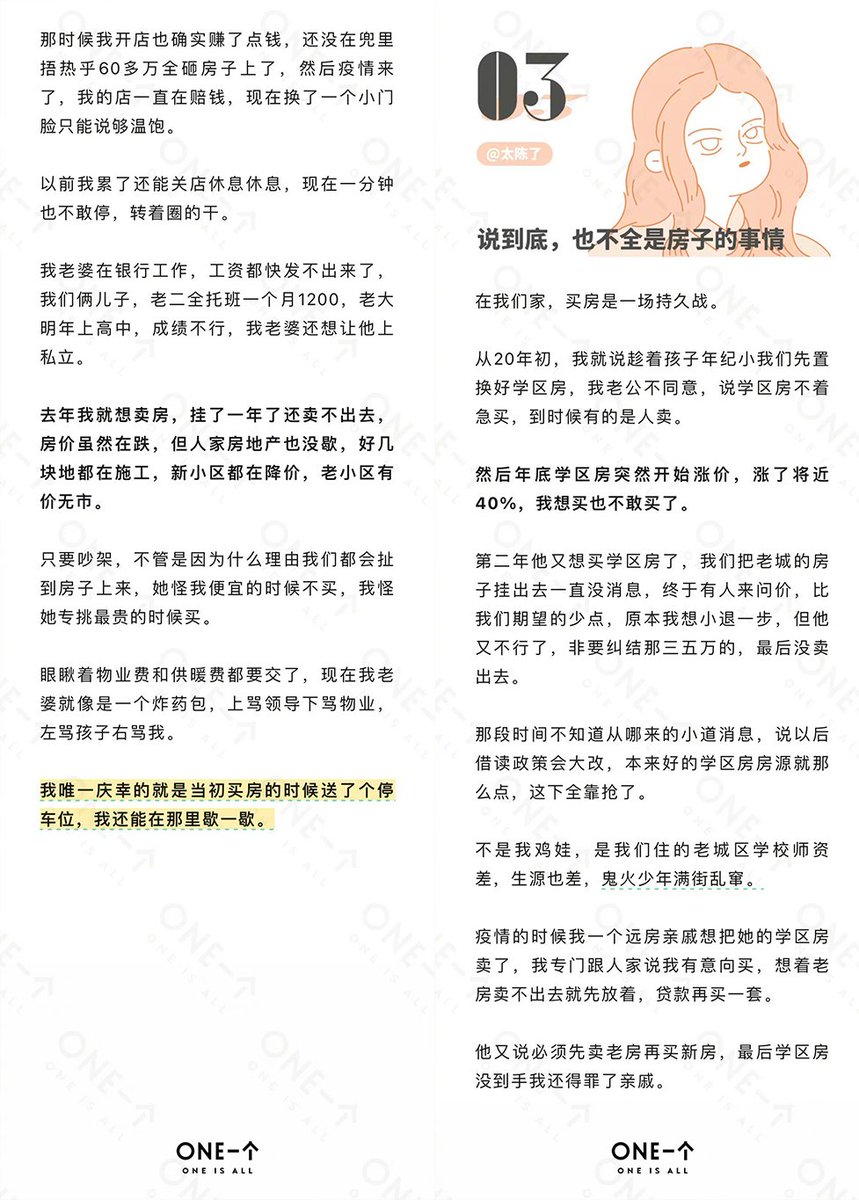 那时候我开店也确实赚了点钱，还没在兜里
捂热乎60多万全砸房子上了，然后疫情来
了，我的店一直在赔钱，现在换了一个小门
脸只能说够温饱。
以前我累了还能关店休息休息，现在一分钟
也不敢停，转着圈的干。
我老婆在银行工作，工资都快发不出来了，
我们俩儿子，老二全托班一个月1200，老大
明年上高中，成绩不行，我老婆还想让他上
私立。
去年我就想卖房，挂了一年了还卖不出去，
房价虽然在跌，但人家房地产也没歇，好几
块地都在施工，新小区都在降价，老小区有
价无市。
只要吵架，不管是因为什么理由我们都会扯
到房子上来，她怪我便宜的时候不买，我怪
她专挑最贵的时候买。
眼瞅着物业费和供暖费都要交了，现在我老
婆就像是一个炸药包，上骂领导下骂物业，
左骂孩子右骂我。
我唯一庆幸的就是当初买房的时候送了个停
车位，我还能在那里歇一歇。
ONE一个
ONE IS ALL
03
@太陈了
说到底，也不全是房子的事情
在我们家，买房是一场持久战。
从20年初，我就说趁着孩子年纪小我们先置
换好学区房，我老公不同意，说学区房不着
急买，到时候有的是人卖。
然后年底学区房突然开始涨价，涨了将近
40%，我想买也不敢买了。
第二年他又想买学区房了，我们把老城的房
子挂出去一直没消息，终于有人来问价，比
我们期望的少点，原本我想小退一步，但他
又不行了，非要纠结那三五万的，最后没卖
出去。
那段时间不知道从哪来的小道消息，说以后
借读政策会大改，本来好的学区房房源就那
么点，这下全靠抢了。
不是我鸡娃，是我们住的老城区学校师资
差，生源也差，鬼火少年满街乱窜。
疫情的时候我一个远房亲戚想把她的学区房
卖了，我专门跟人家说我有意向买，想着老
房卖不出去就先放着，贷款再买一套。
他又说必须先卖老房再买新房，最后学区房
没到手我还得罪了亲戚。
ONE一个
ONE IS ALL